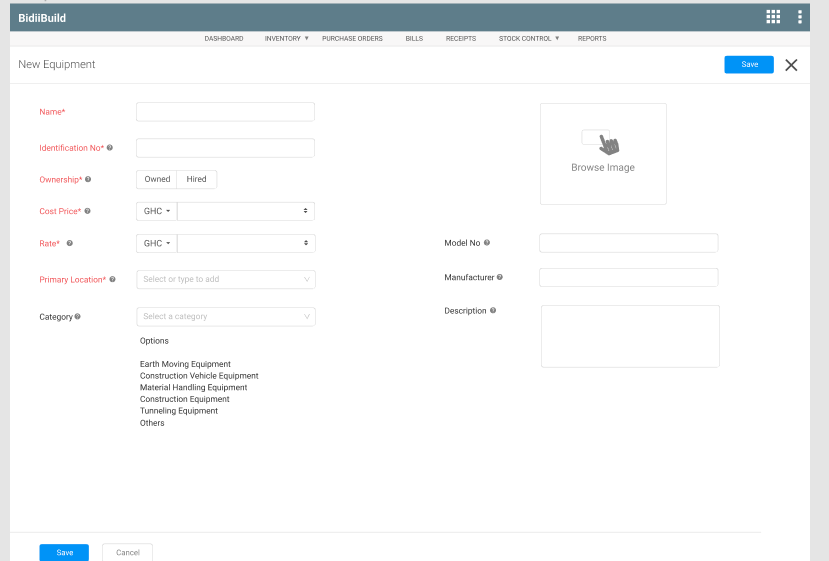 BidiiBuild
DASHBOARD INVENTORY PURCHASE ORDERS BILLS RECEIPTS STOCK CONTROL REPORTS
New Equipment
Save
Name*
Identification No*
Browse Image
Ownership* Owned Hired
Cost Price* GHC
Rate* GHC
Model No
Primary Location* Select or type to add
Manufacturer
Category Select a category
Description
Options
Earth Moving Equipment
Construction Vehicle Equipment
Material Handling Equipment
Construction Equipment
Tunneling Equipment
Others
Save Cancel